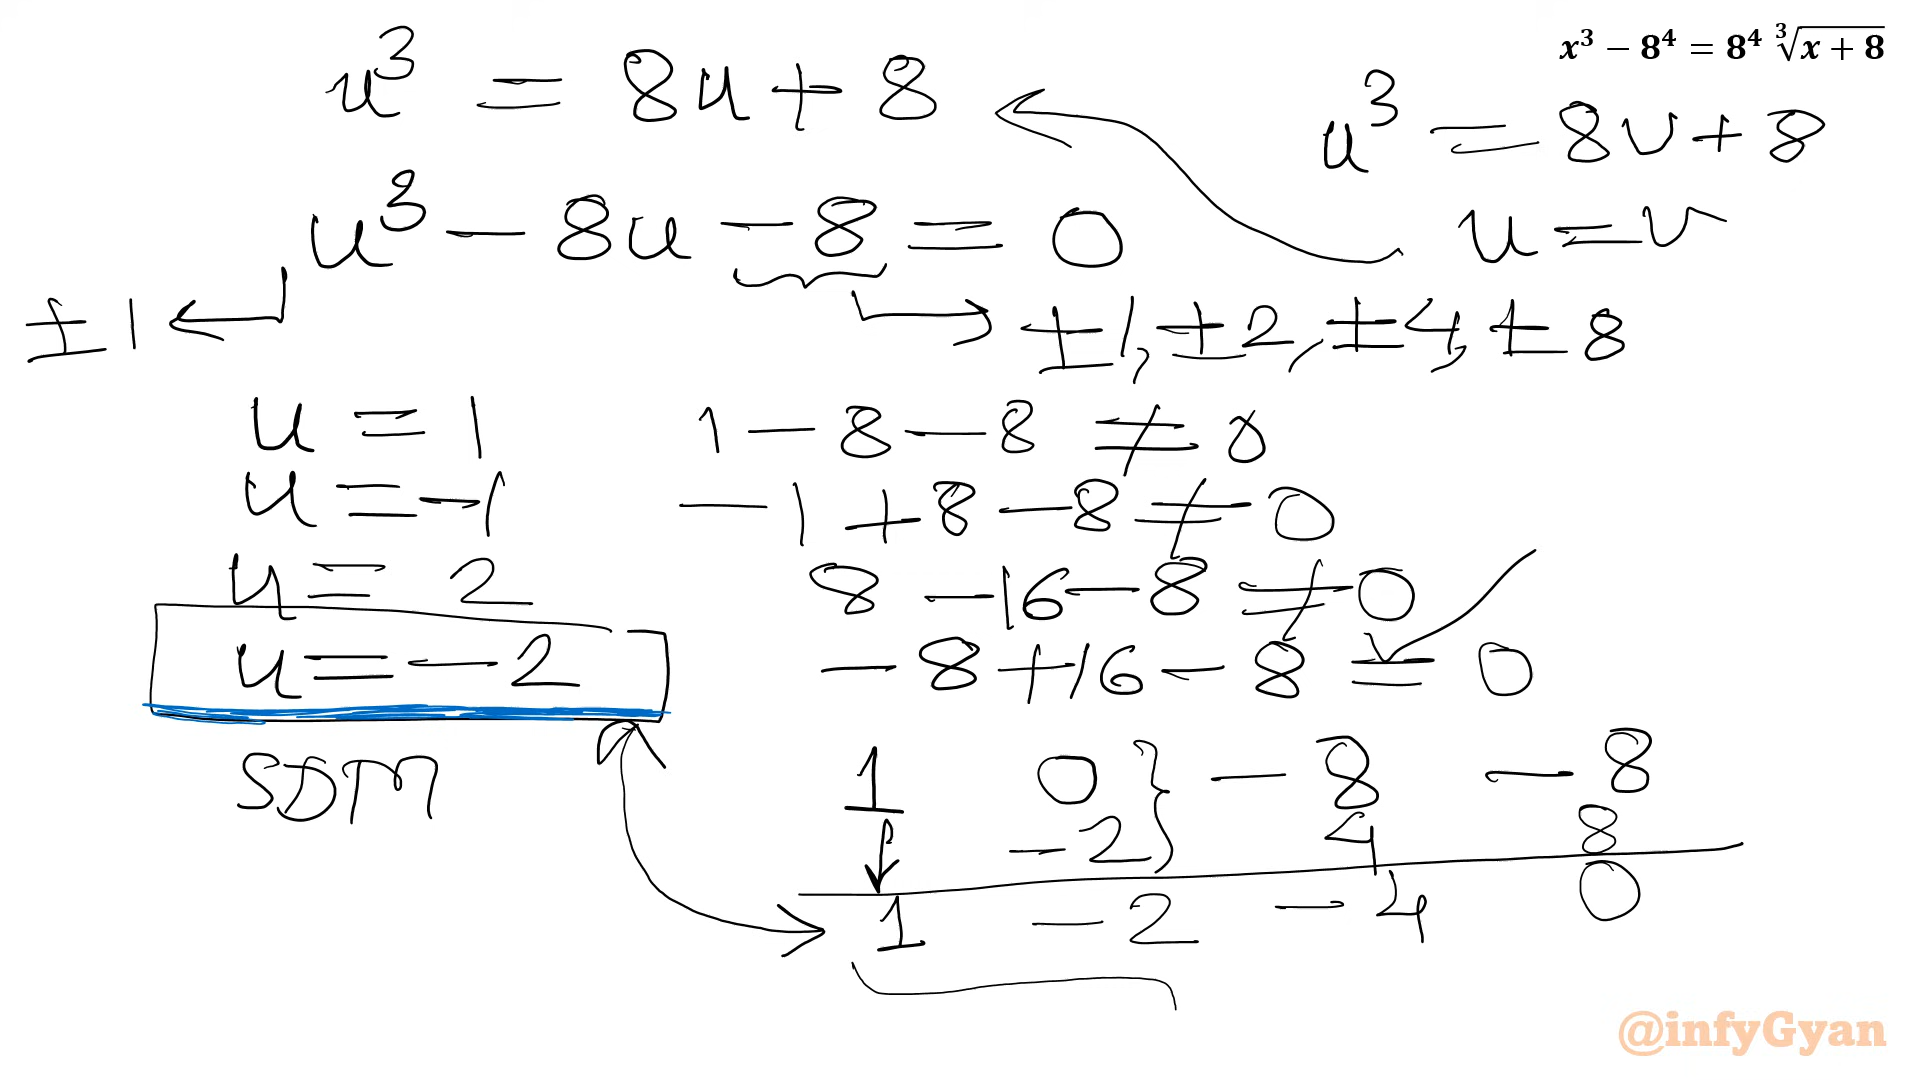 x³ − 8⁴ = 8⁴ ∛(x + 8)
u³ = 8u + 8
u³ = 8v + 8
u = v
u³ − 8u − 8 = 0
±1
±1, ±2, ±4, ±8
u = 1 1 − 8 − 8 ≠ 0
u = −1 −1 + 8 − 8 ≠ 0
u = 2 8 − 16 − 8 ≠ 0
u = −2 −8 + 16 − 8 = 0
SDM
1 0 − 8 − 8
−2 4 8
1 −2 −4 0
@infyGyan